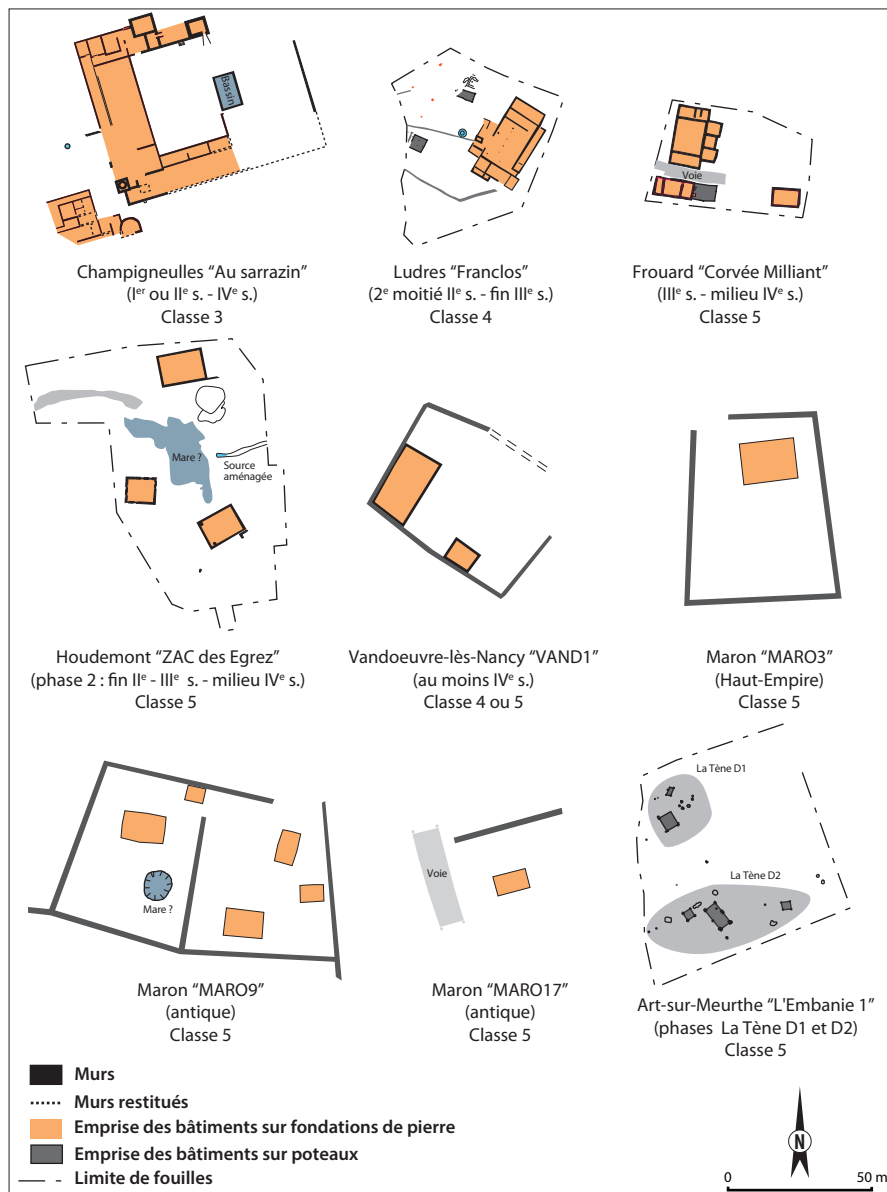 Bassin
Champigneulles “Au sarrazin”
(Ier ou IIe s. - IVe s.)
Classe 3
Ludres “Franclos”
(2e moitié IIe s. - fin IIIe s.)
Classe 4
Voie
Frouard “Corvée Milliant”
(IIIe s. - milieu IVe s.)
Classe 5
Mare ?
Source
aménagée
Houdemont “ZAC des Egrez”
(phase 2 : fin IIe - IIIe s. - milieu IVe s.)
Classe 5
Vandoeuvre-lès-Nancy “VAND1”
(au moins IVe s.)
Classe 4 ou 5
Maron “MARO3”
(Haut-Empire)
Classe 5
Mare ?
Maron “MARO9”
(antique)
Classe 5
Voie
Maron “MARO17”
(antique)
Classe 5
La Tène D1
La Tène D2
Art-sur-Meurthe “L'Embanie 1”
(phases La Tène D1 et D2)
Classe 5
Murs
Murs restitués
Emprise des bâtiments sur fondations de pierre
Emprise des bâtiments sur poteaux
Limite de fouilles
N
0 50 m